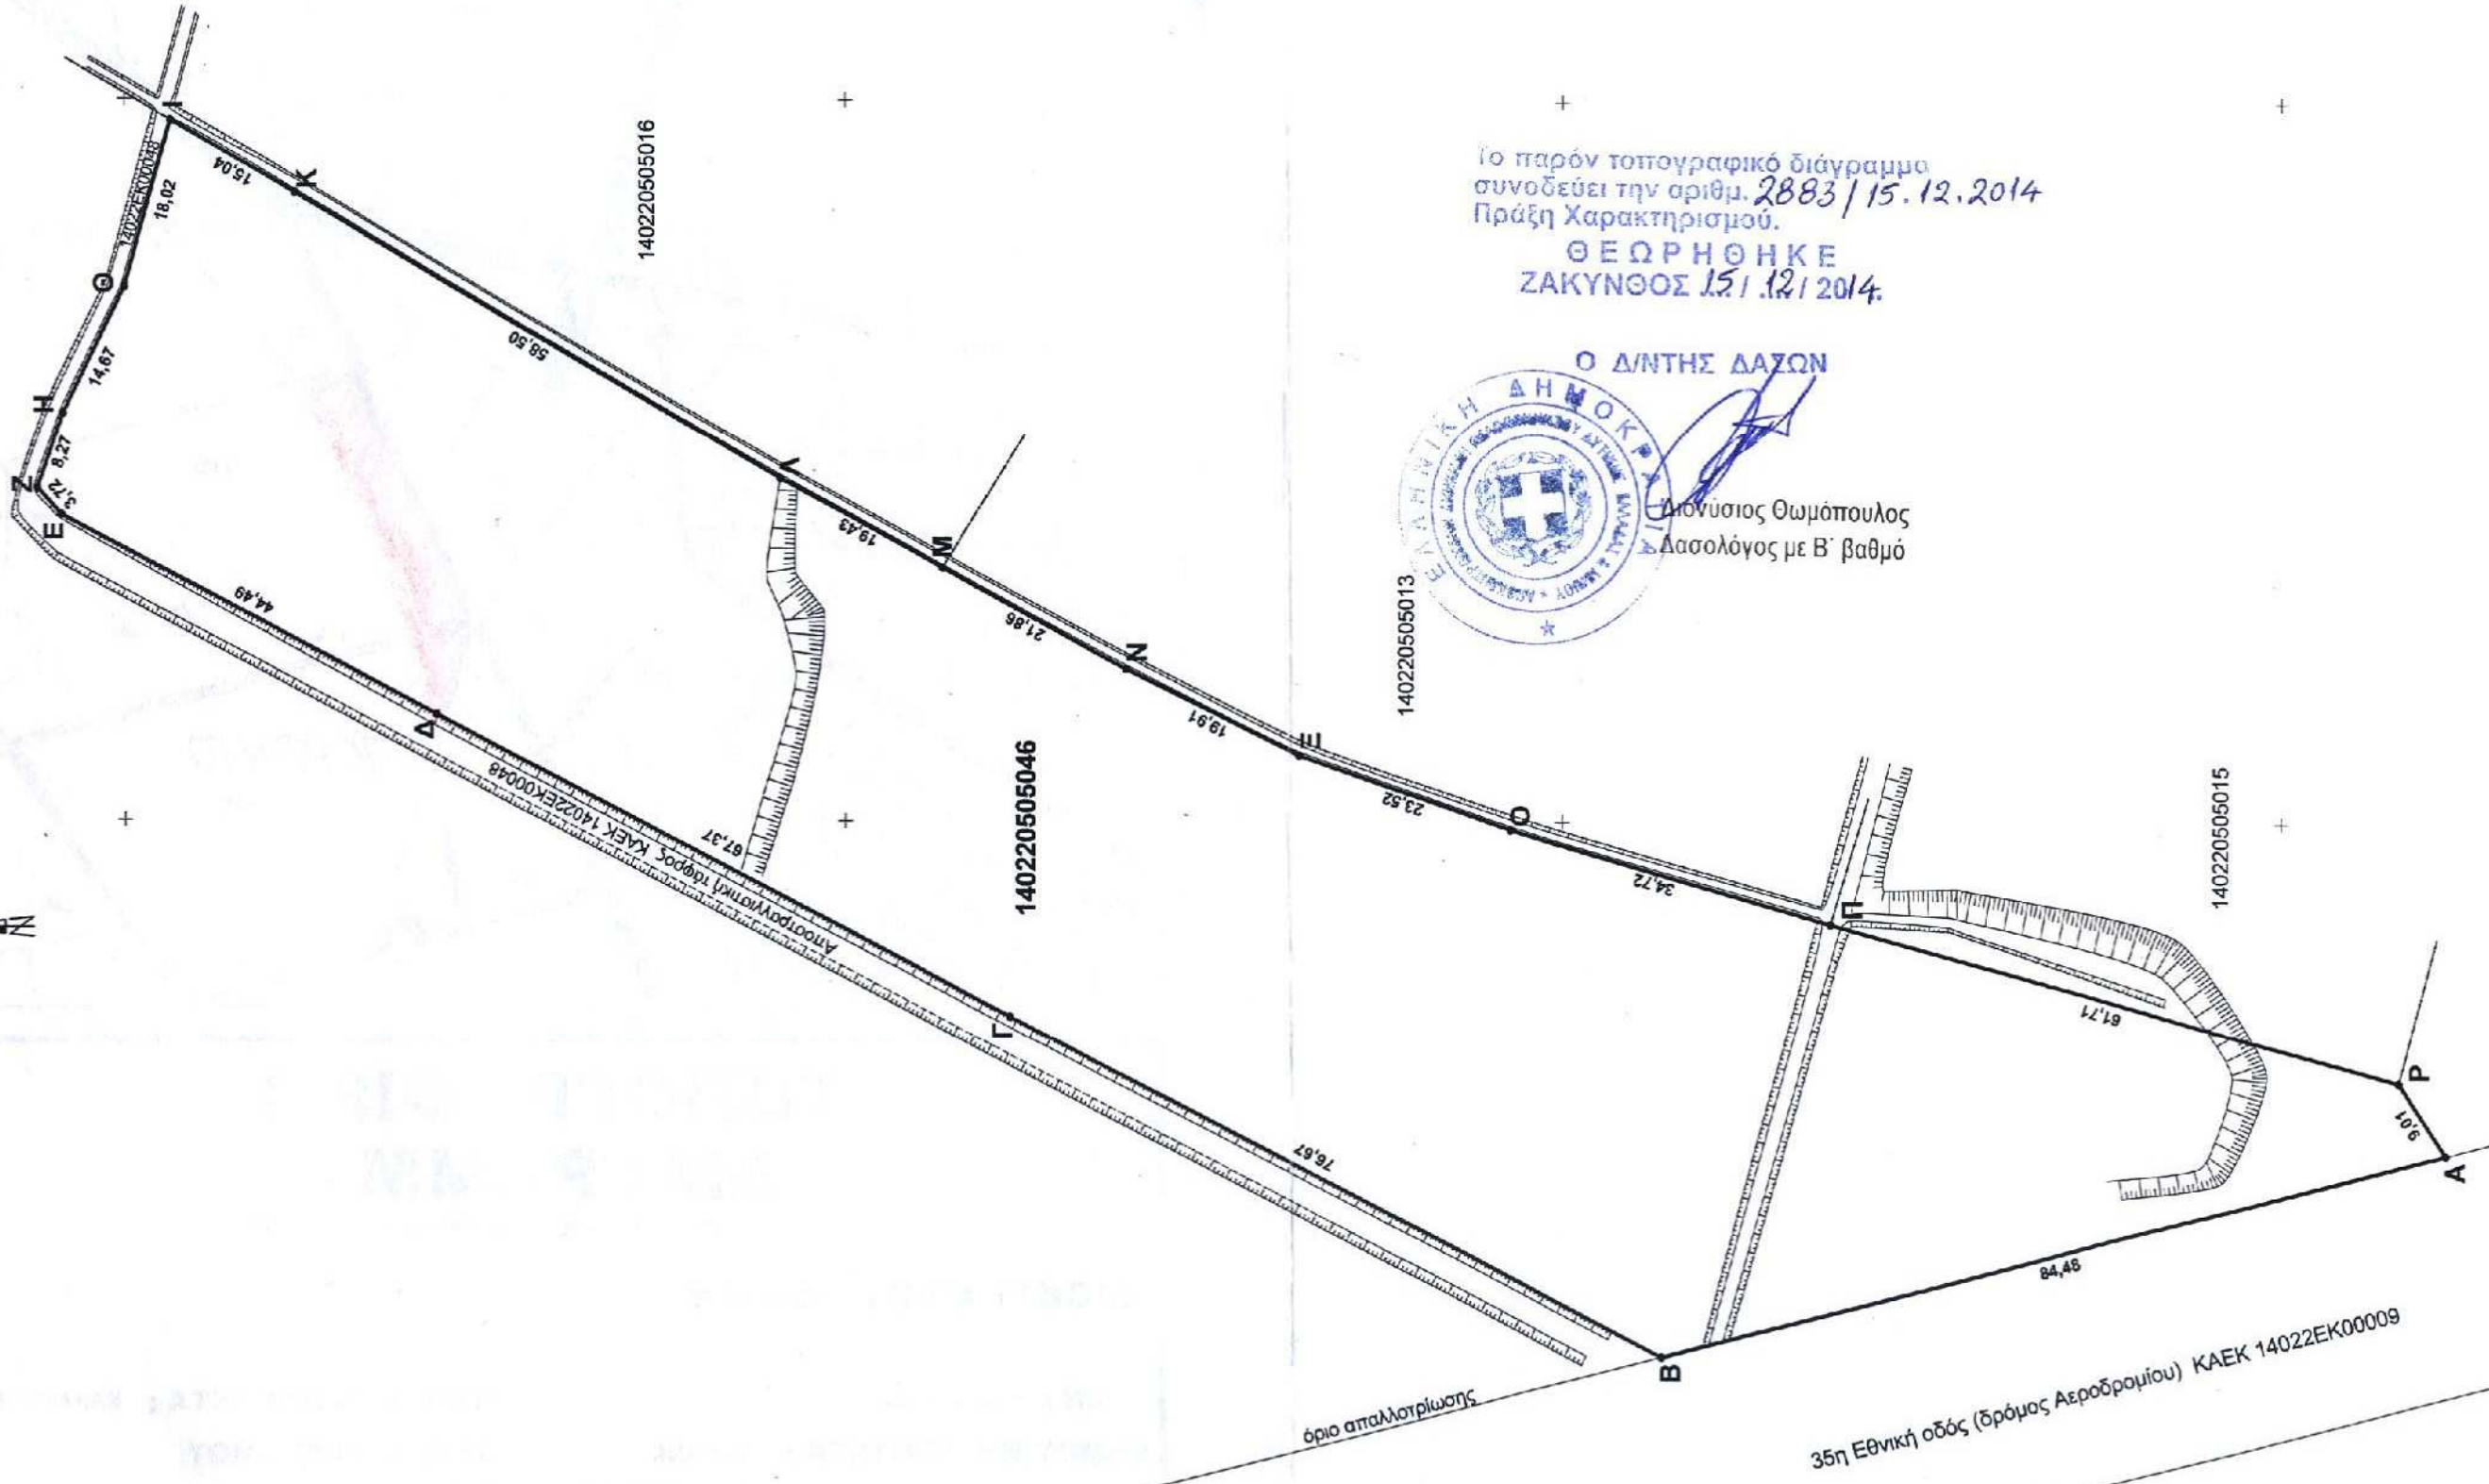 Το παρόν τοπογραφικό διάγραμμα
συνοδεύει την αριθμ. 2883/15.12.2014
Πράξη Χαρακτηρισμού.
ΘΕΩΡΗΘΗΚΕ
ΖΑΚΥΝΘΟΣ 15/.12/2014.
Ο Δ/ΝΤΗΣ ΔΑΣΩΝ
ΕΛΛΗΝΙΚΗ ΔΗΜΟΚΡΑΤΙΑ
Διονύσιος Θωμόπουλος
Δασολόγος με Β΄ βαθμό
Ζ
Η
Θ
Ι
Ε
Κ
3,72
8,27
14,67
18,02
14022ΕΚ00048
15,04
140220505016
58,50
44,49
Δ
Λ
19,43
Μ
21,86
Ν
19,91
Ξ
23,52
Ο
34,72
Π
61,71
Ρ
9,01
Α
84,48
Β
76,67
Γ
67,37
Αποστραγγιστική τάφρος ΚΑΕΚ 14022ΕΚ00048
140220505046
140220505013
140220505015
όριο απαλλοτρίωσης
35η Εθνική οδός (δρόμος Αεροδρομίου) ΚΑΕΚ 14022ΕΚ00009